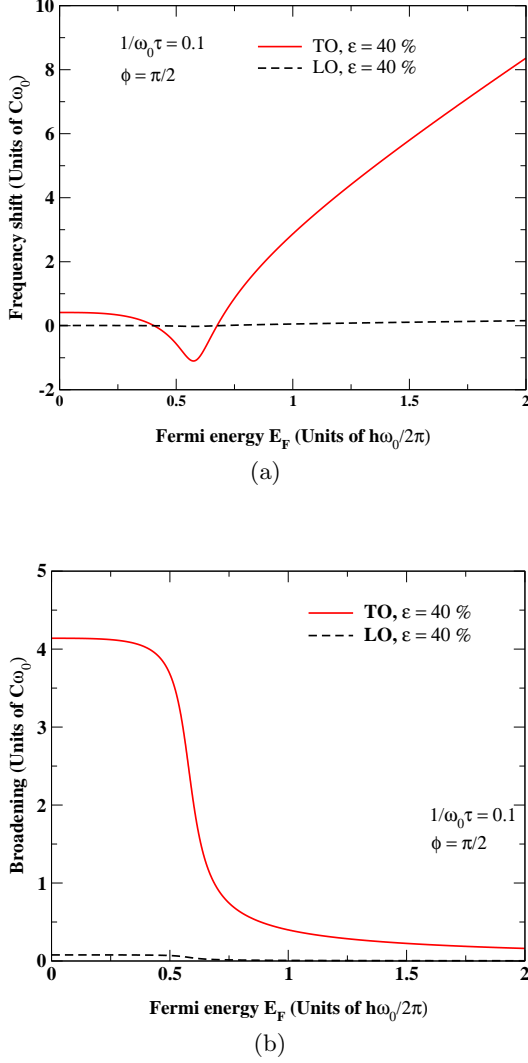 10
8
6
4
2
0
-2
Frequency shift (Units of Cω₀)
1/ω₀τ = 0.1
ϕ = π/2
TO, ε = 40 %
LO, ε = 40 %
0 0.5 1 1.5 2
Fermi energy E_F (Units of hω₀/2π)
(a)
5
4
3
2
1
0
Broadening (Units of Cω₀)
TO, ε = 40 %
LO, ε = 40 %
1/ω₀τ = 0.1
ϕ = π/2
0 0.5 1 1.5 2
Fermi energy E_F (Units of hω₀/2π)
(b)